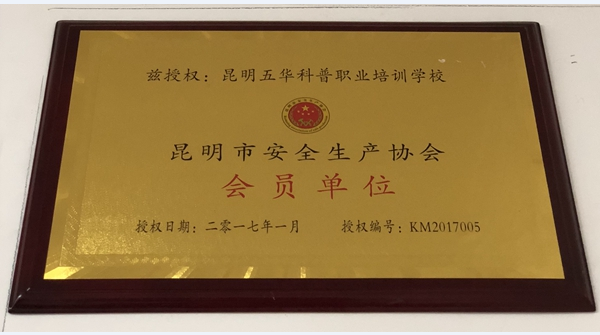 兹授权：昆明五华科普职业培训学校
昆明市安全生产协会
会员单位
授权日期：二零一七年一月 授权编号：KM2017005